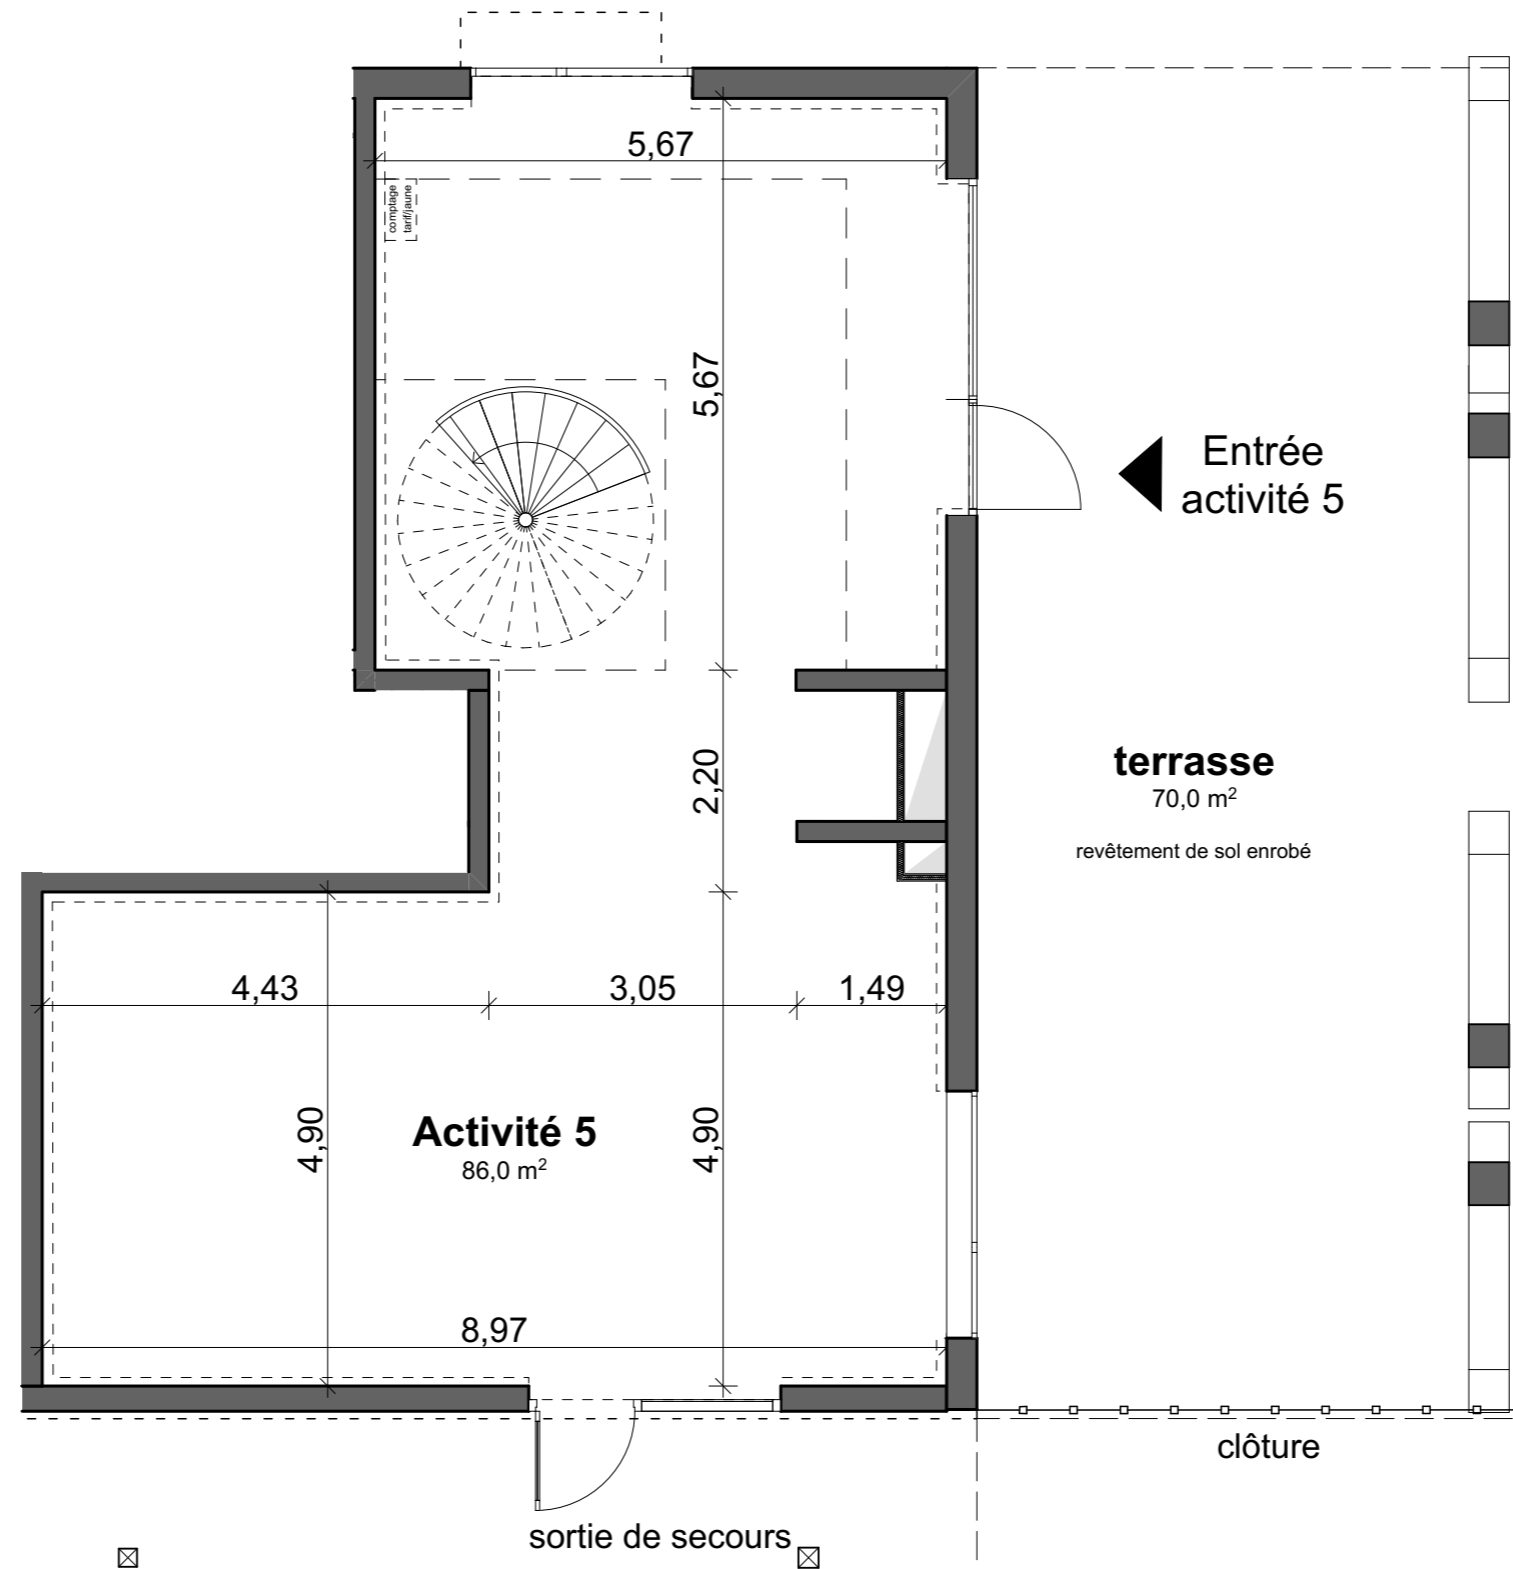 5,67
comptage
tarif/jaune
5,67
Entrée
activité 5
2,20
terrasse
70,0 m²
revêtement de sol enrobé
4,43
3,05
1,49
4,90
Activité 5
86,0 m²
4,90
8,97
clôture
sortie de secours